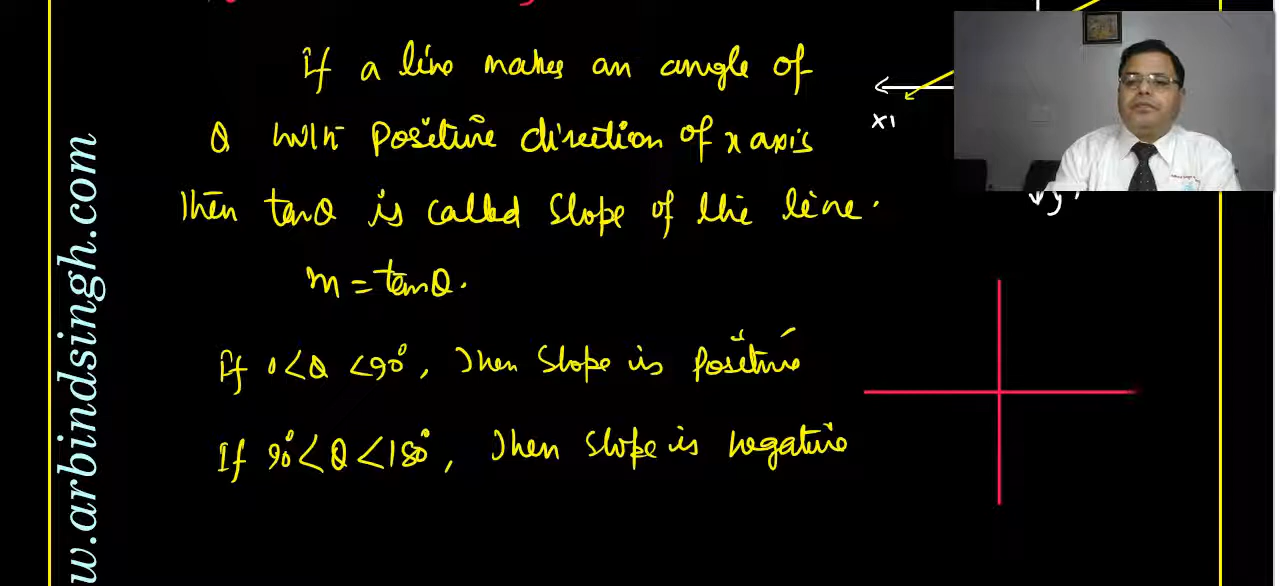 If a line makes an angle of
θ with positive direction of x axis
Then tanθ is called slope of the line.
m = tanθ.
If 0 < θ < 90°, Then slope is positive
If 90° < θ < 180°, Then slope is negative
x1
y'
w.arbindsingh.com